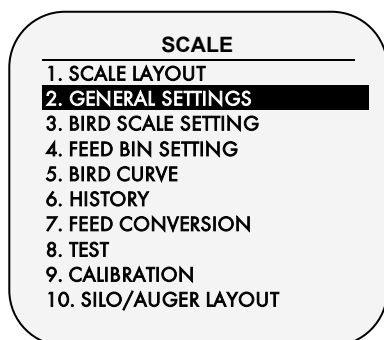 SCALE
1. SCALE LAYOUT
2. GENERAL SETTINGS
3. BIRD SCALE SETTING
4. FEED BIN SETTING
5. BIRD CURVE
6. HISTORY
7. FEED CONVERSION
8. TEST
9. CALIBRATION
10. SILO/AUGER LAYOUT